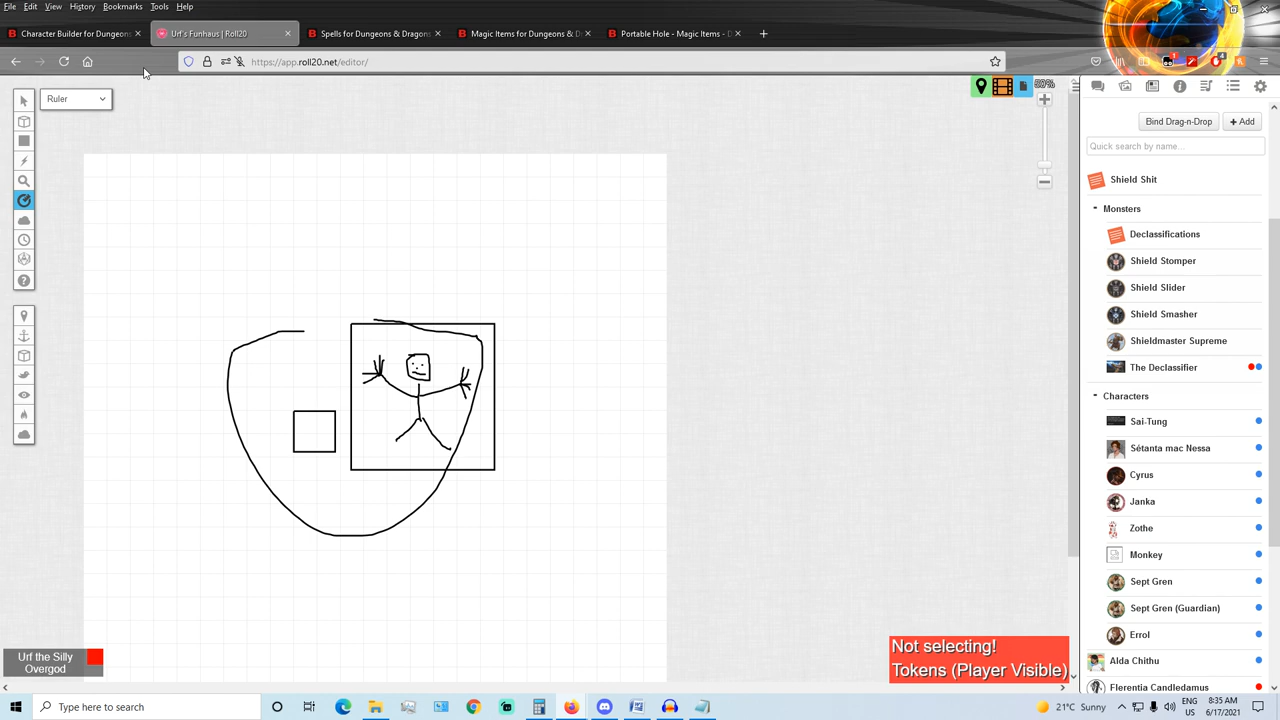 File Edit View History Bookmarks Tools Help
Character Builder for Dungeons Urf's Funhaus | Roll20 Spells for Dungeons & Dragons Magic Items for Dungeons & D Portable Hole - Magic Items - D
https://app.roll20.net/editor/
Ruler
59%
Bind Drag-n-Drop + Add
Quick search by name...
Shield Shit
Monsters
Declassifications
Shield Stomper
Shield Slider
Shield Smasher
Shieldmaster Supreme
The Declassifier
Characters
Sai-Tung
Sétanta mac Nessa
Cyrus
Janka
Zothe
Monkey
Sept Gren
Sept Gren (Guardian)
Errol
Alda Chithu
Florentia Candledamus
Urf the Silly
Overgod
Not selecting!
Tokens (Player Visible)
Type here to search
21°C Sunny
ENG
US
8:35 AM
6/17/2021